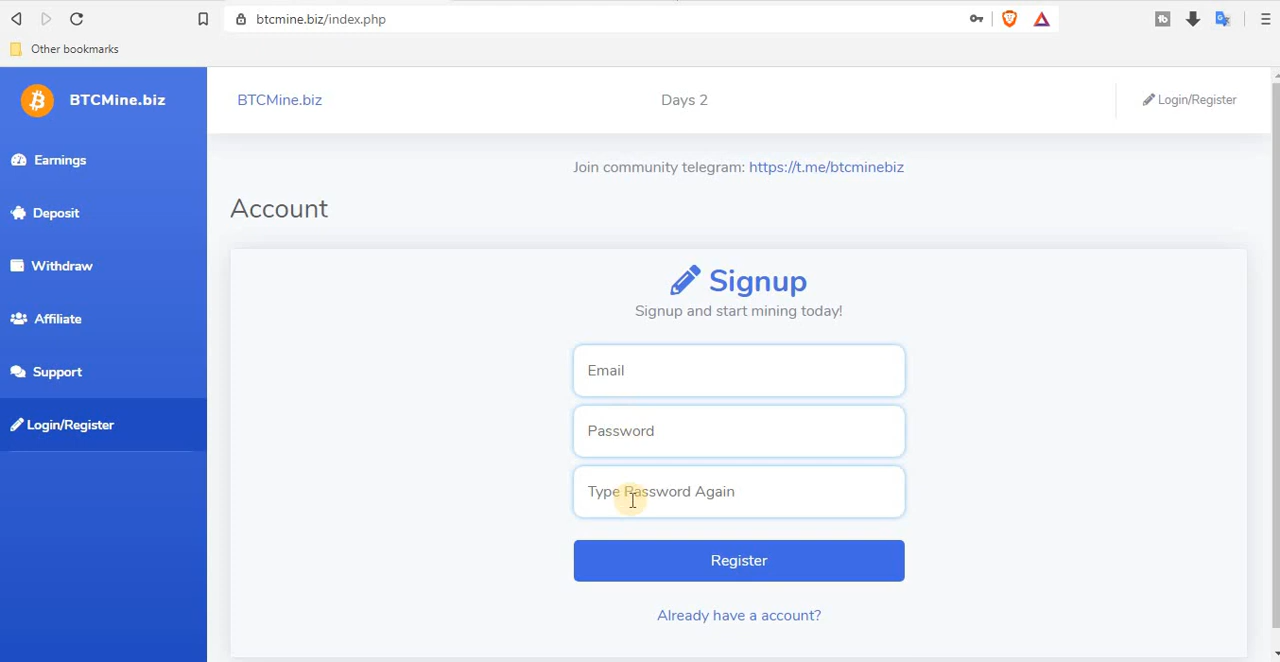 btcmine.biz/index.php
Other bookmarks
BTCMine.biz
BTCMine.biz
Days 2
Login/Register
Earnings
Deposit
Withdraw
Affiliate
Support
Login/Register
Join community telegram: https://t.me/btcminebiz
Account
Signup
Signup and start mining today!
Email
Password
Type Password Again
Register
Already have a account?